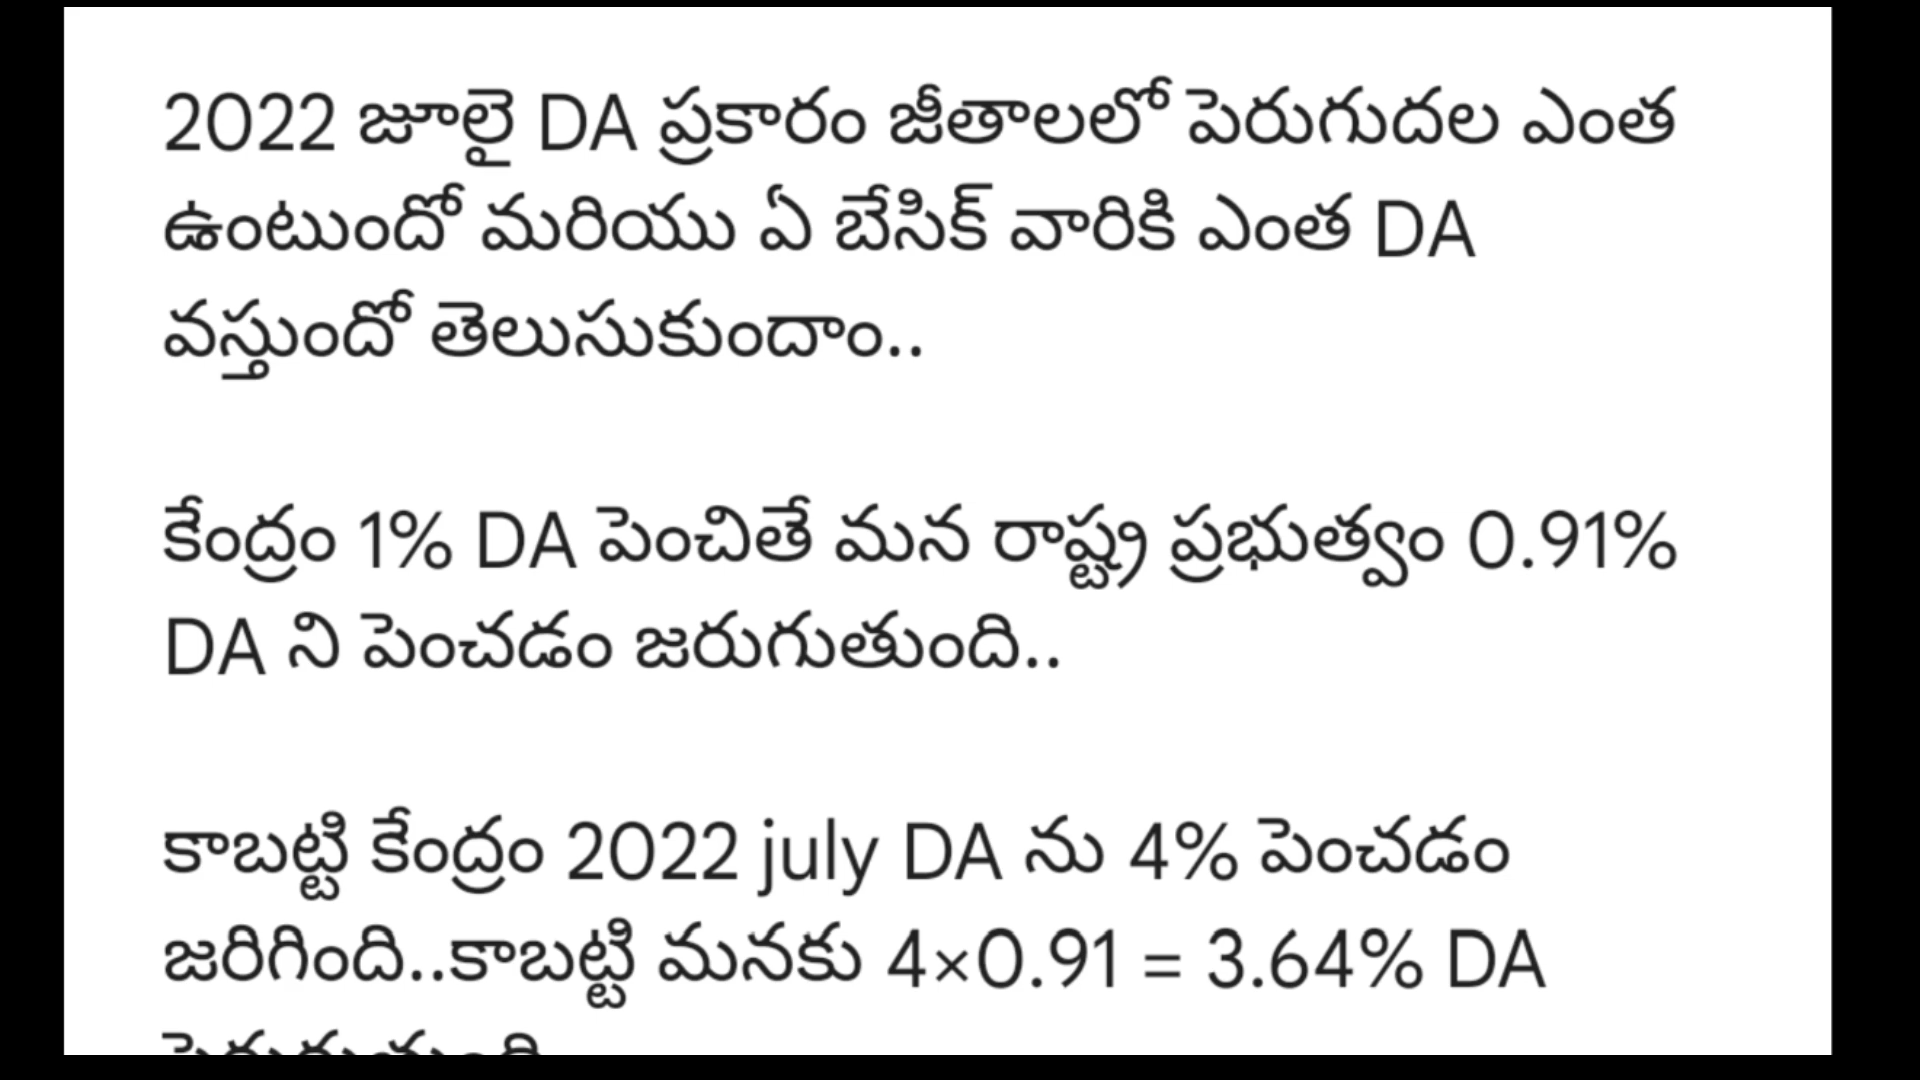 2022 జూలై DA ప్రకారం జీతాలలో పెరుగుదల ఎంత
ఉంటుందో మరియు ఏ బేసిక్ వారికి ఎంత DA
వస్తుందో తెలుసుకుందాం..
కేంద్రం 1% DA పెంచితే మన రాష్ట్ర ప్రభుత్వం 0.91%
DA ని పెంచడం జరుగుతుంది..
కాబట్టి కేంద్రం 2022 july DA ను 4% పెంచడం
జరిగింది..కాబట్టి మనకు 4×0.91 = 3.64% DA